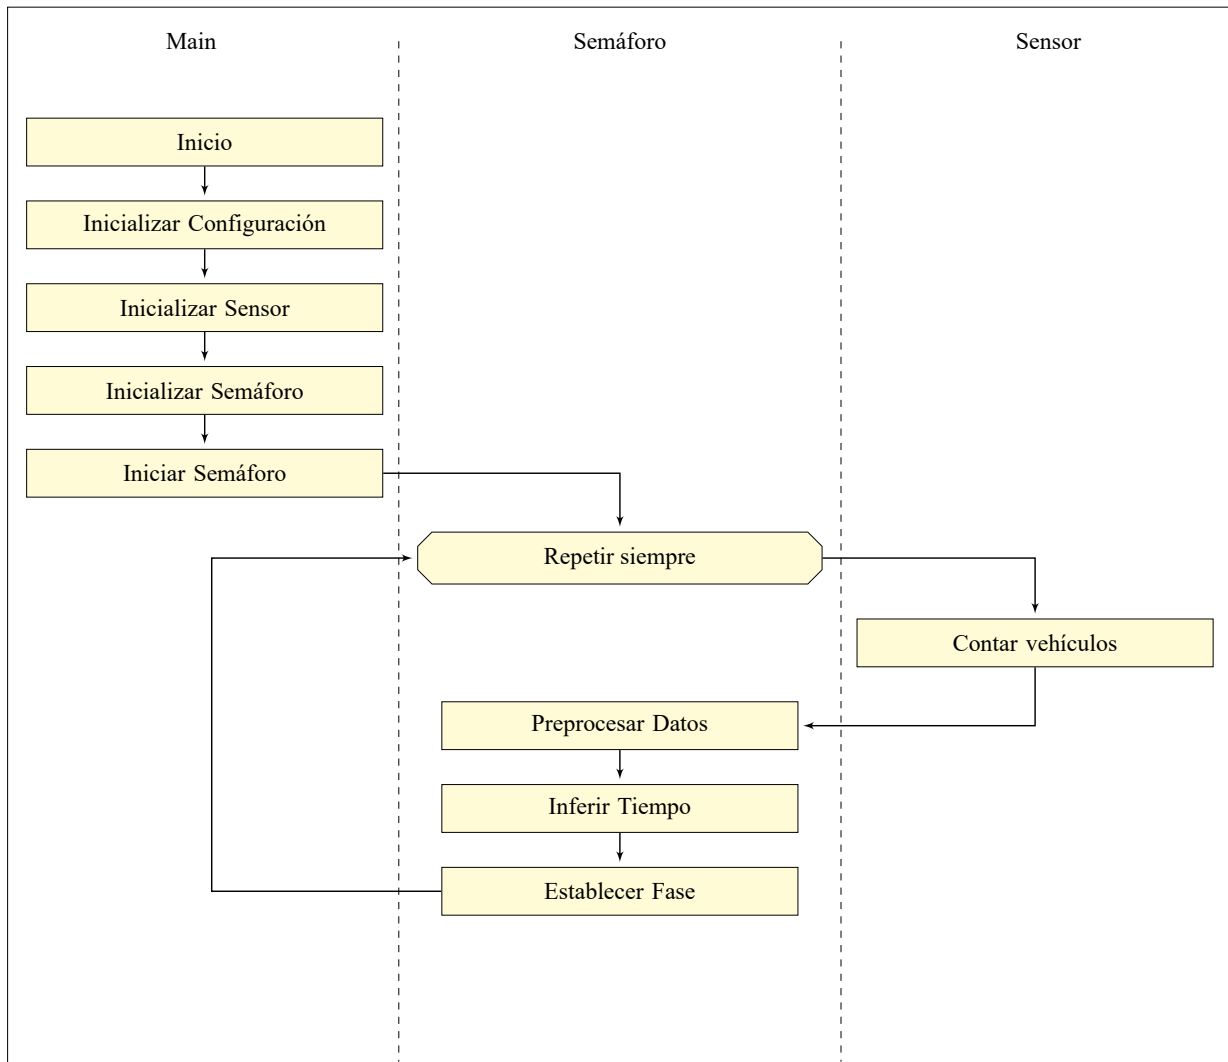 Main
Semáforo
Sensor
Inicio
Inicializar Configuración
Inicializar Sensor
Inicializar Semáforo
Iniciar Semáforo
Repetir siempre
Contar vehículos
Preprocesar Datos
Inferir Tiempo
Establecer Fase